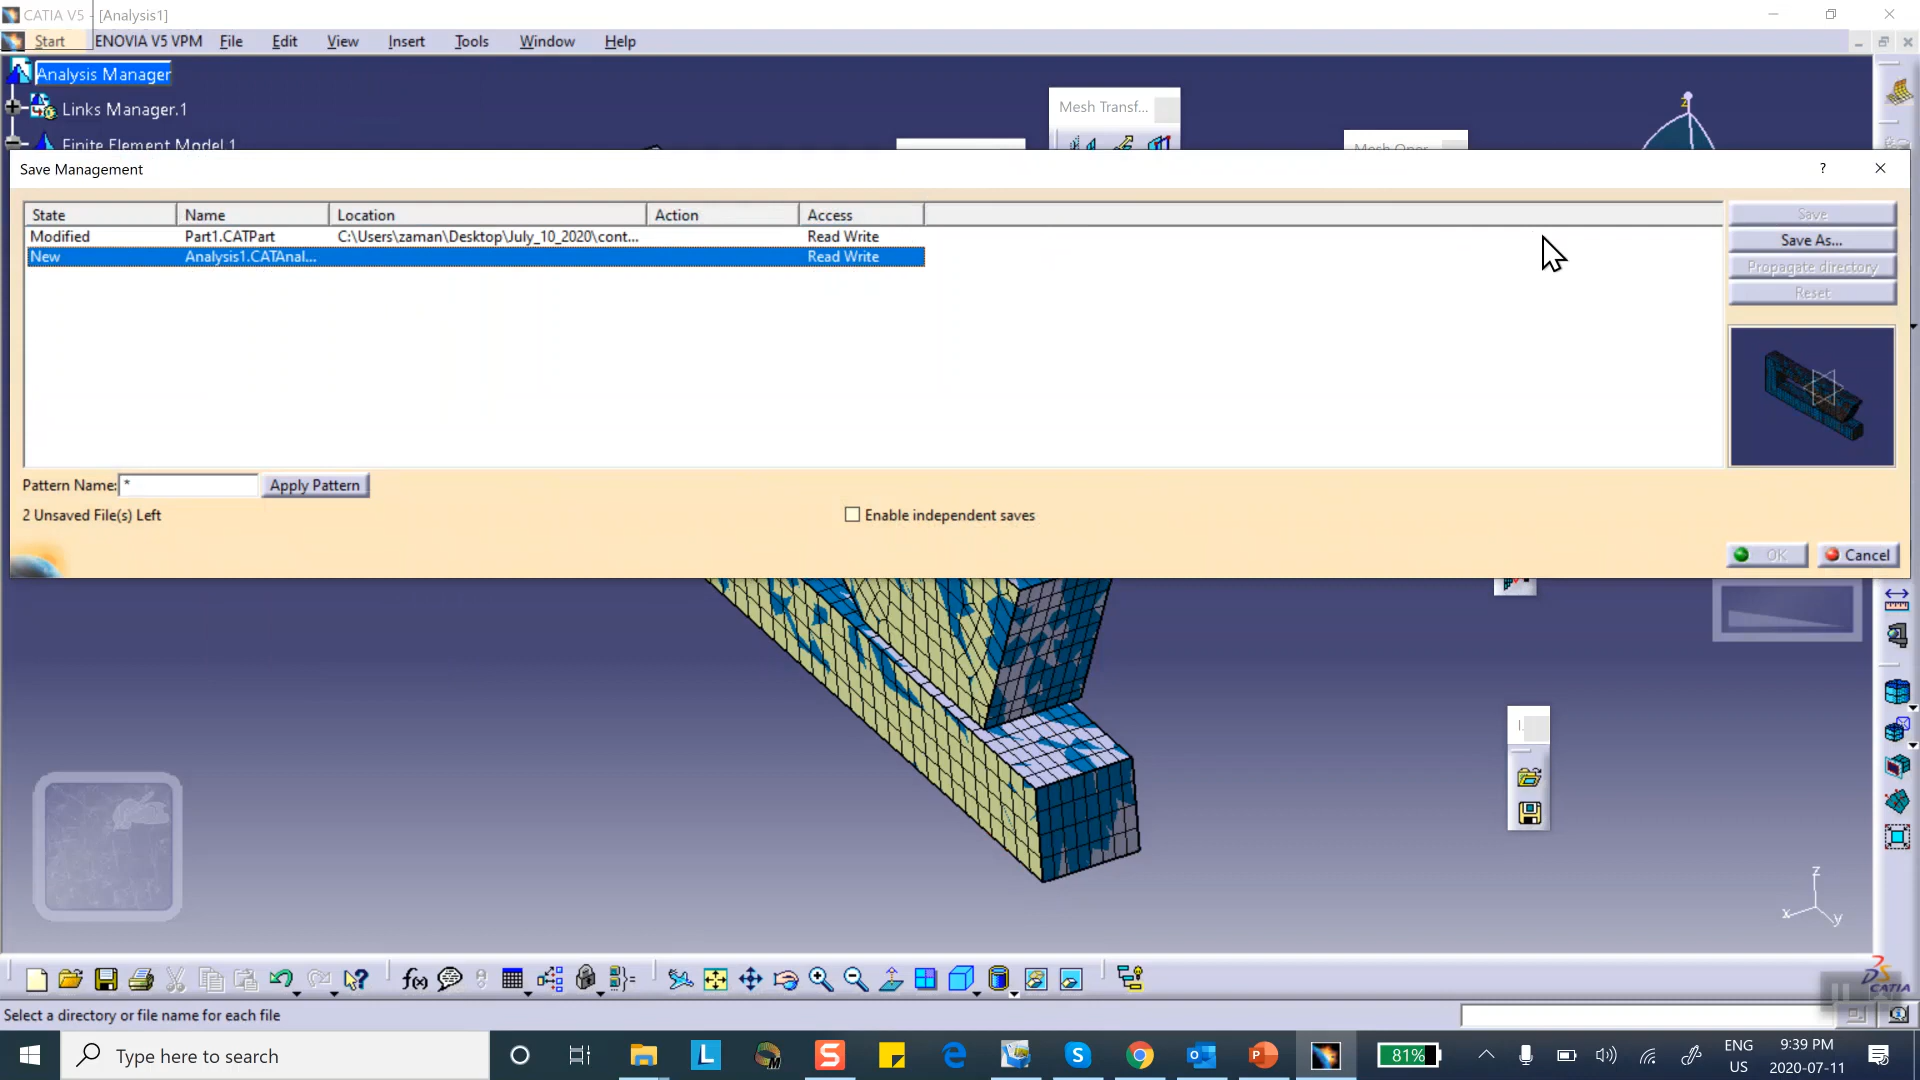 CATIA V5 - [Analysis1]
Start ENOVIA V5 VPM File Edit View Insert Tools Window Help
Analysis Manager
Links Manager.1
Finite Element Model.1
Mesh Transf...
Save Management
State Name Location Action Access
Modified Part1.CATPart C:\Users\zaman\Desktop\July_10_2020\cont... Read Write
New Analysis1.CATAnal... Read Write
Save
Save As...
Propagate directory
Reset
Pattern Name: * Apply Pattern
2 Unsaved File(s) Left
Enable independent saves
OK Cancel
z
x y
CATIA
Select a directory or file name for each file
Type here to search
81%
ENG
US
9:39 PM
2020-07-11